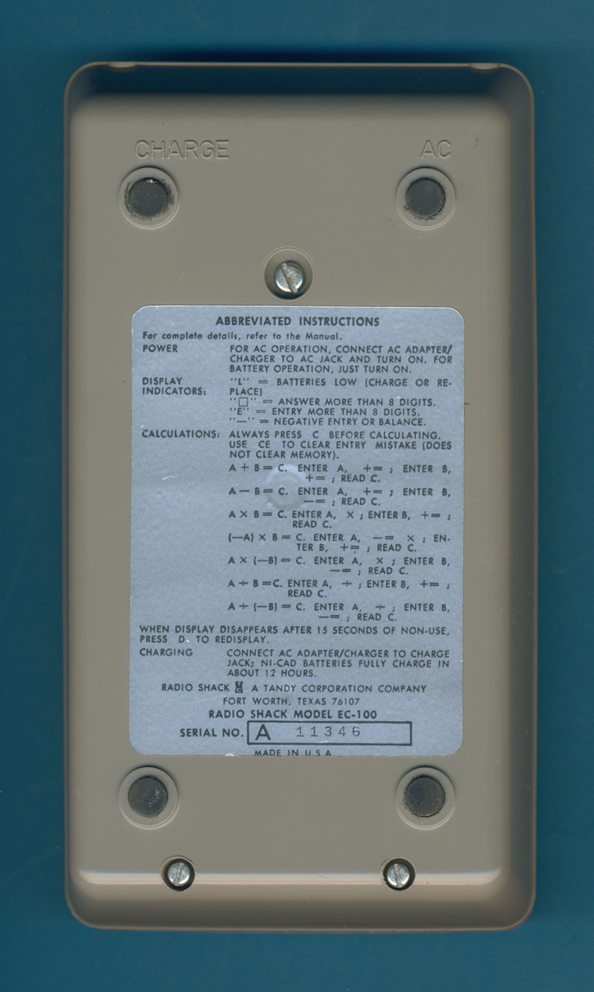 CHARGE AC
ABBREVIATED INSTRUCTIONS
For complete details, refer to the Manual.
POWER FOR AC OPERATION, CONNECT AC ADAPTER/
CHARGER TO AC JACK AND TURN ON. FOR
BATTERY OPERATION, JUST TURN ON.
DISPLAY "L" = BATTERIES LOW (CHARGE OR RE-
INDICATORS: PLACE)
"□" = ANSWER MORE THAN 8 DIGITS.
"E" = ENTRY MORE THAN 8 DIGITS.
"—" = NEGATIVE ENTRY OR BALANCE.
CALCULATIONS: ALWAYS PRESS C BEFORE CALCULATING.
USE CE TO CLEAR ENTRY MISTAKE (DOES
NOT CLEAR MEMORY).
A + B = C. ENTER A, += ; ENTER B,
+= ; READ C.
A — B = C. ENTER A, += ; ENTER B,
—= ; READ C.
A × B = C. ENTER A, × ; ENTER B, += ;
READ C.
(—A) × B = C. ENTER A, —= × ; EN-
TER B, += ; READ C.
A × (—B) = C. ENTER A, × ; ENTER B,
—= ; READ C.
A ÷ B =C. ENTER A, ÷ ; ENTER B, += ;
READ C.
A ÷ (—B) = C. ENTER A, ÷ ; ENTER B,
—= ; READ C.
WHEN DISPLAY DISAPPEARS AFTER 15 SECONDS OF NON-USE,
PRESS D. TO REDISPLAY.
CHARGING CONNECT AC ADAPTER/CHARGER TO CHARGE
JACK; NI-CAD BATTERIES FULLY CHARGE IN
ABOUT 12 HOURS.
RADIO SHACK A TANDY CORPORATION COMPANY
FORT WORTH, TEXAS 76107
RADIO SHACK MODEL EC-100
SERIAL NO. A 11346
MADE IN U.S.A